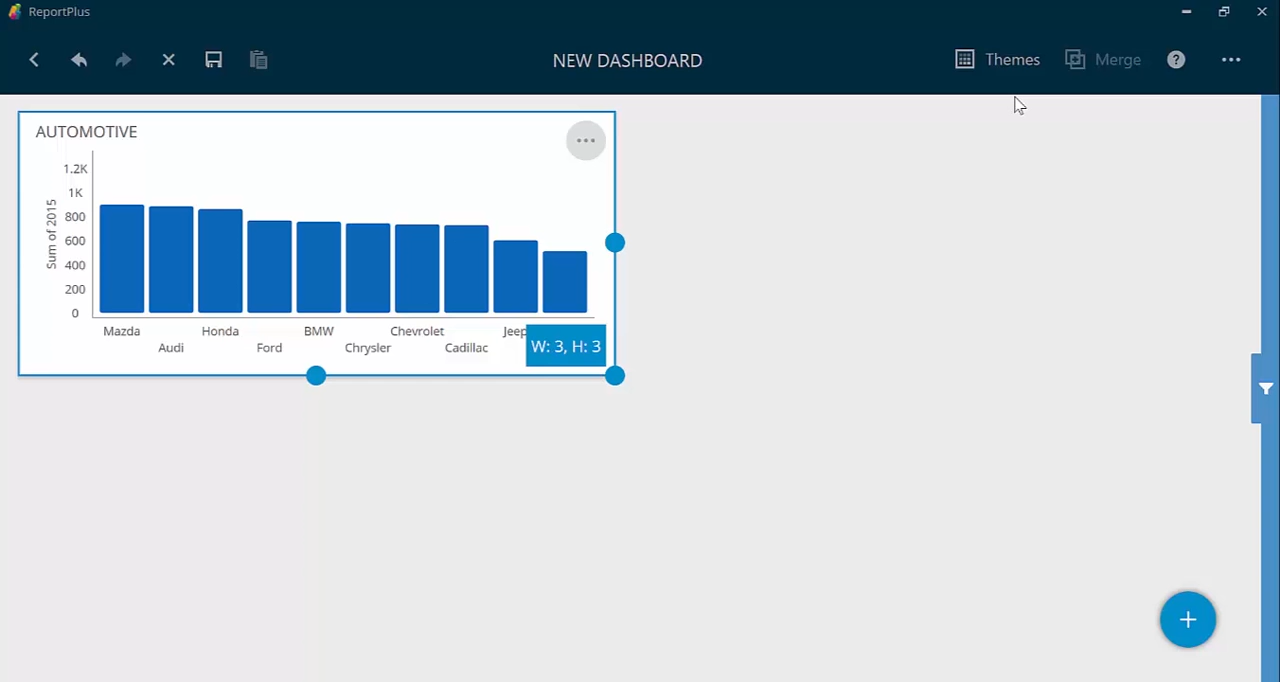 ReportPlus
NEW DASHBOARD
Themes
Merge
?
AUTOMOTIVE
Sum of 2015
1.2K
1K
800
600
400
200
0
Mazda Honda BMW Chevrolet Jeep
Audi Ford Chrysler Cadillac
W: 3, H: 3